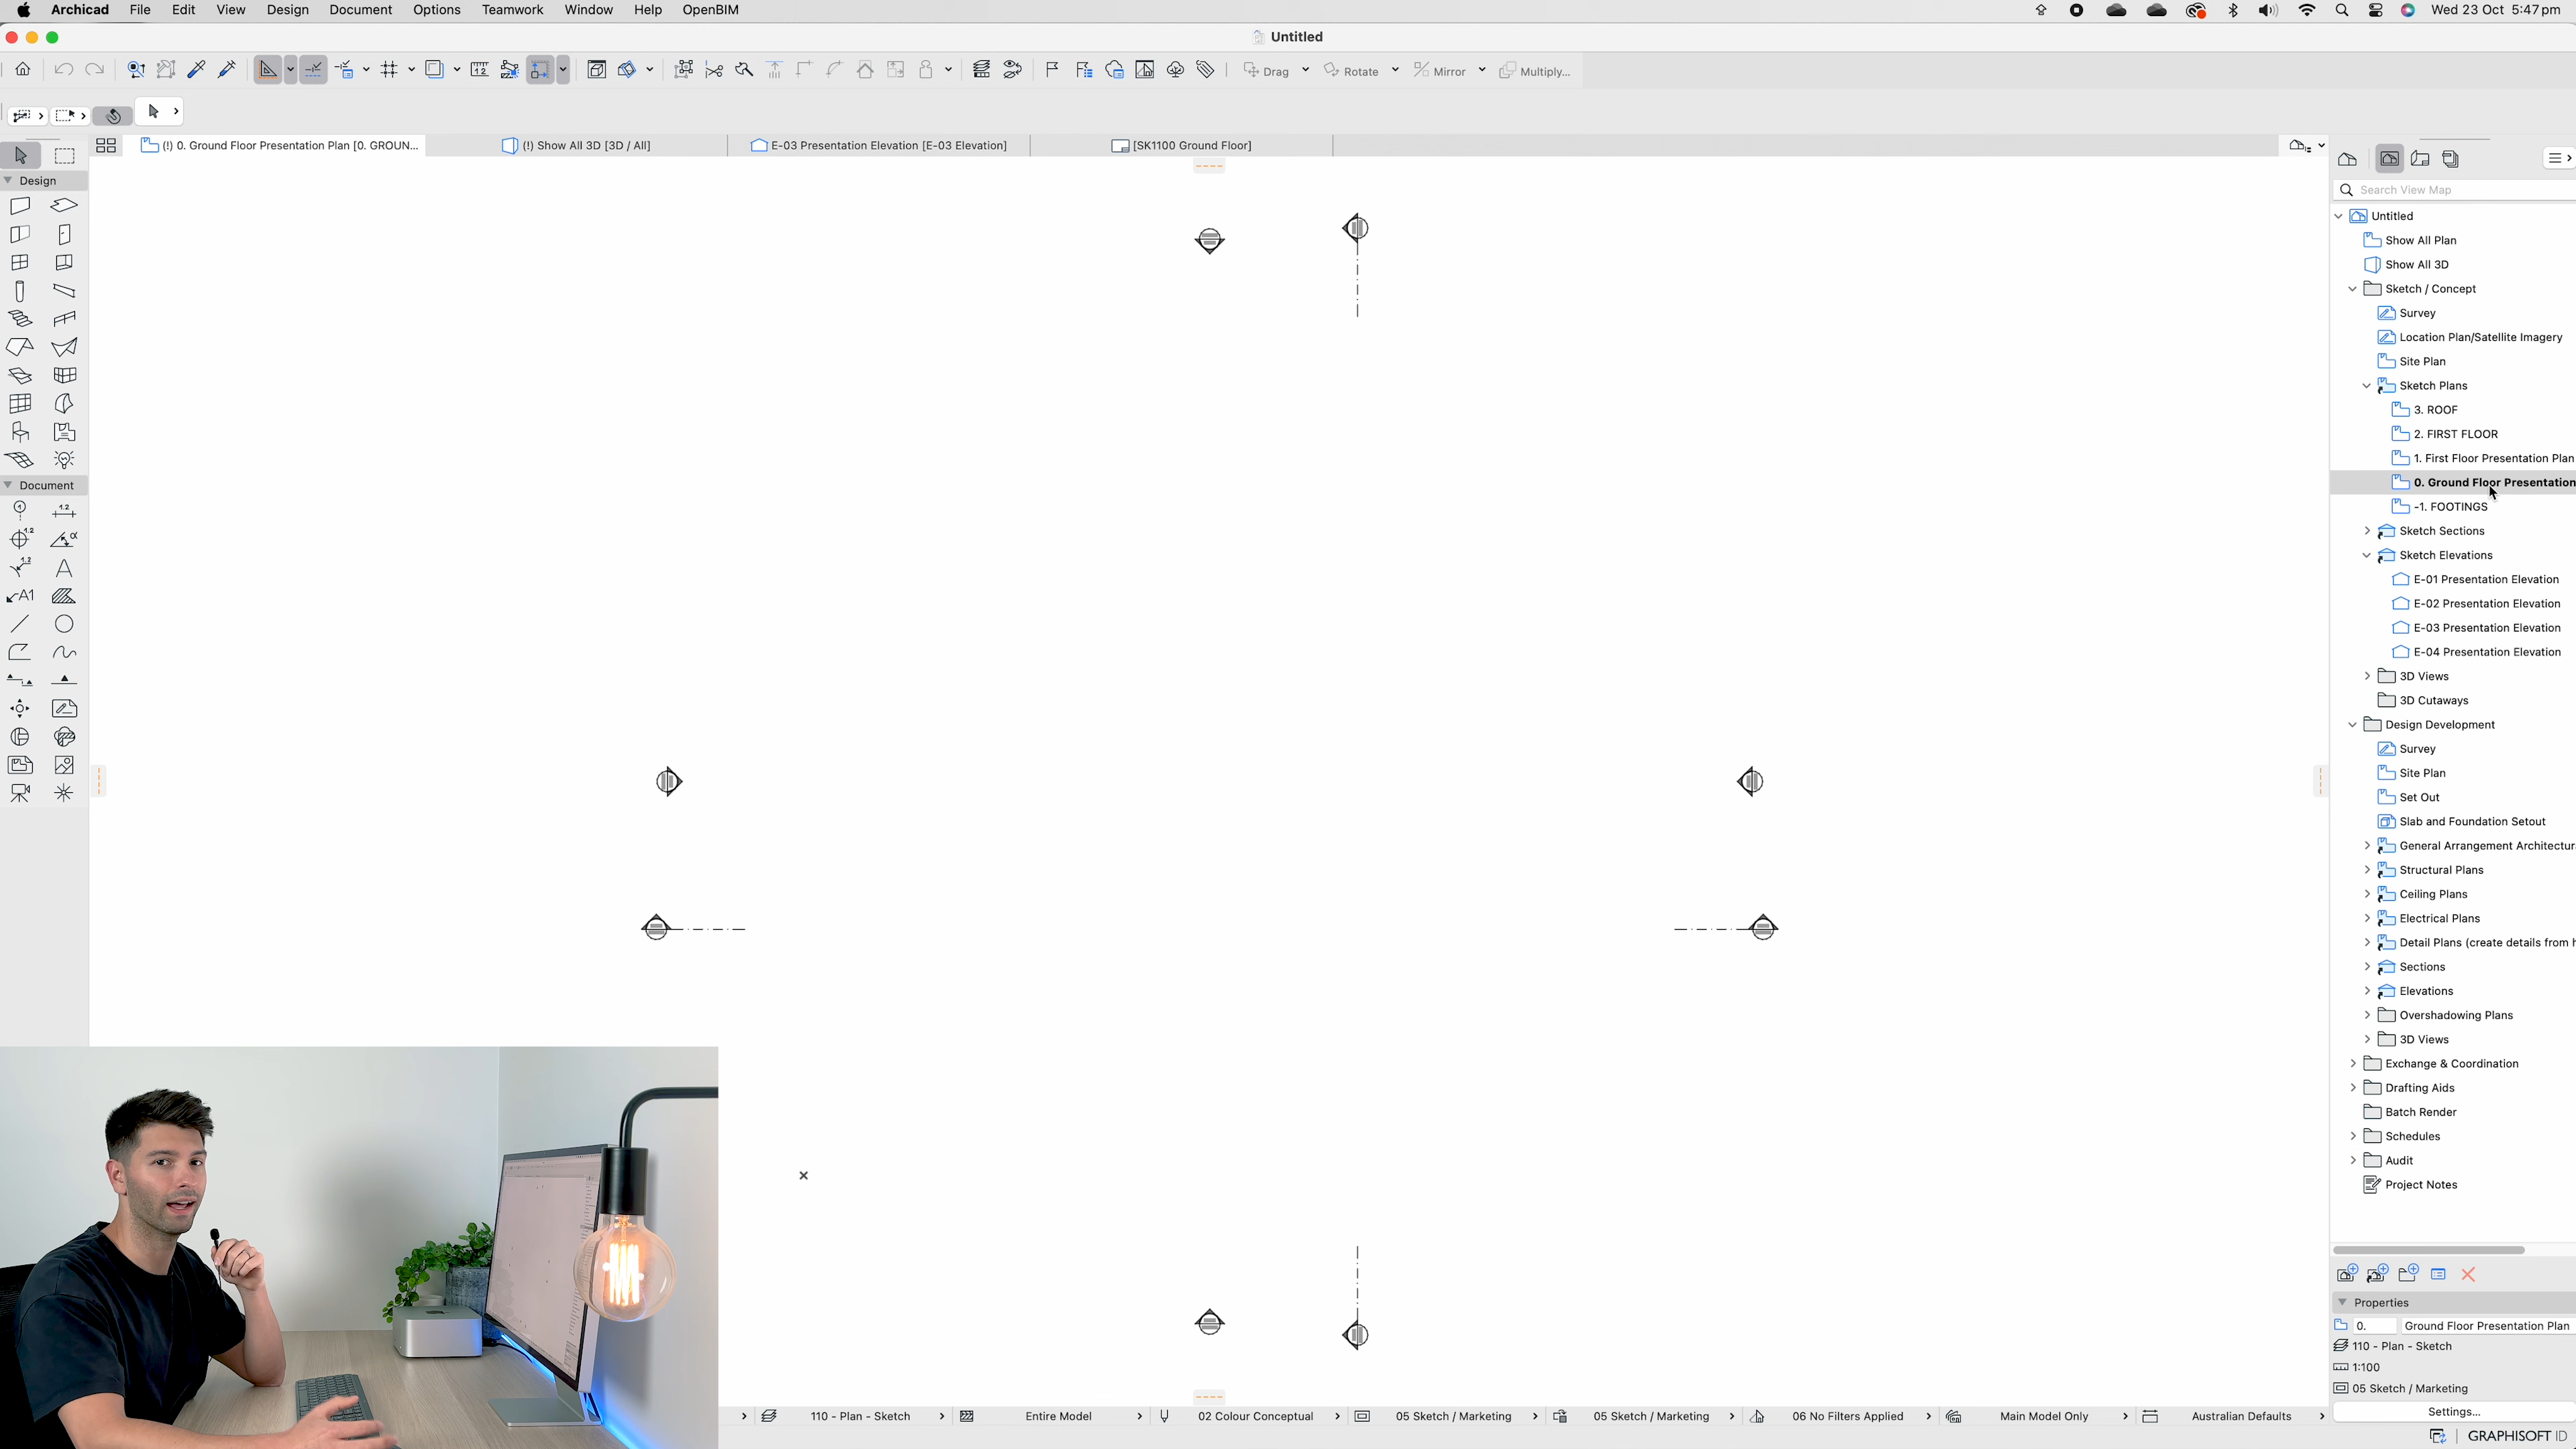 Archicad File Edit View Design Document Options Teamwork Window Help OpenBIM Wed 23 Oct 5:47 pm
Untitled
Drag Rotate Mirror Multiply...
(!) 0. Ground Floor Presentation Plan [0. GROUN... (!) Show All 3D [3D / All] E-03 Presentation Elevation [E-03 Elevation] [SK1100 Ground Floor]
Design
Document
A1
Search View Map
Untitled
Show All Plan
Show All 3D
Sketch / Concept
Survey
Location Plan/Satellite Imagery
Site Plan
Sketch Plans
3. ROOF
2. FIRST FLOOR
1. First Floor Presentation Plan
0. Ground Floor Presentation
-1. FOOTINGS
Sketch Sections
Sketch Elevations
E-01 Presentation Elevation
E-02 Presentation Elevation
E-03 Presentation Elevation
E-04 Presentation Elevation
3D Views
3D Cutaways
Design Development
Survey
Site Plan
Set Out
Slab and Foundation Setout
General Arrangement Architectur
Structural Plans
Ceiling Plans
Electrical Plans
Detail Plans (create details from h
Sections
Elevations
Overshadowing Plans
3D Views
Exchange & Coordination
Drafting Aids
Batch Render
Schedules
Audit
Project Notes
Properties
0. Ground Floor Presentation Plan
110 - Plan - Sketch
1:100
05 Sketch / Marketing
Settings...
110 - Plan - Sketch Entire Model 02 Colour Conceptual 05 Sketch / Marketing 05 Sketch / Marketing 06 No Filters Applied Main Model Only Australian Defaults
GRAPHISOFT ID